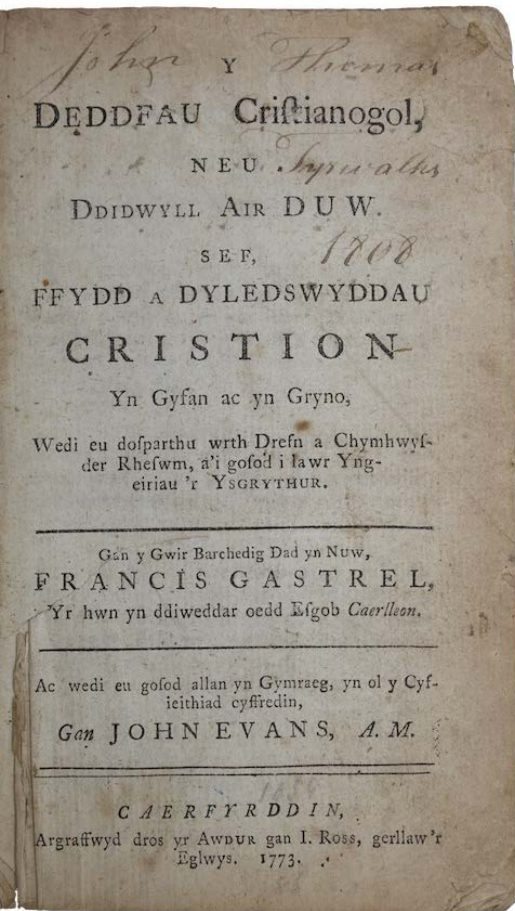 John Thomas
Y
DEDDFAU Criſtianogol,
NEU
DDIDWYLL AIR DUW.
SEF,
1808
FFYDD A DYLEDSWYDDAU
CRISTION
Yn Gyfan ac yn Gryno,
Wedi eu doſparthu wrth Drefn a Chymhwyſ-
der Rheſwm, a'i goſod i lawr Yng-
eiriau 'r YSGRYTHUR.
Gan y Gwir Barchedig Dad yn NUW,
FRANCIS GASTREL,
Yr hwn yn ddiweddar oedd Eſgob Caerlleon.
Ac wedi eu goſod allan yn Gymraeg, yn ol y Cyf-
ieithiad cyffredin,
Gan JOHN EVANS, A. M.
CAERFYRDDIN,
Argraffwyd dros yr AWDUR gan I. Ross, gerllaw'r
Eglwys. 1773.